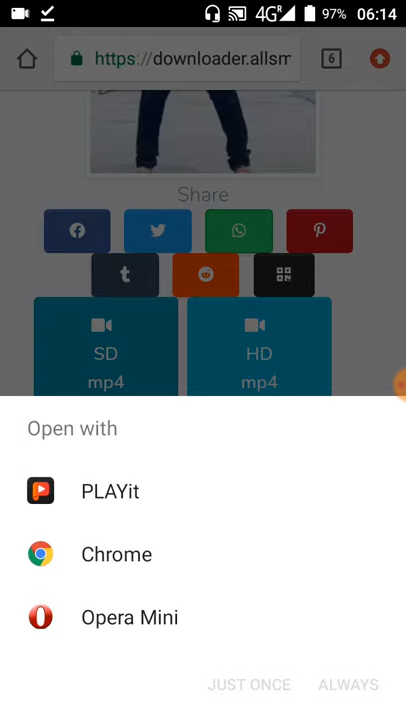 4G R 97% 06:14
https://downloader.allsm 6
Share
t
SD HD
mp4 mp4
Open with
PLAYit
Chrome
Opera Mini
JUST ONCE ALWAYS